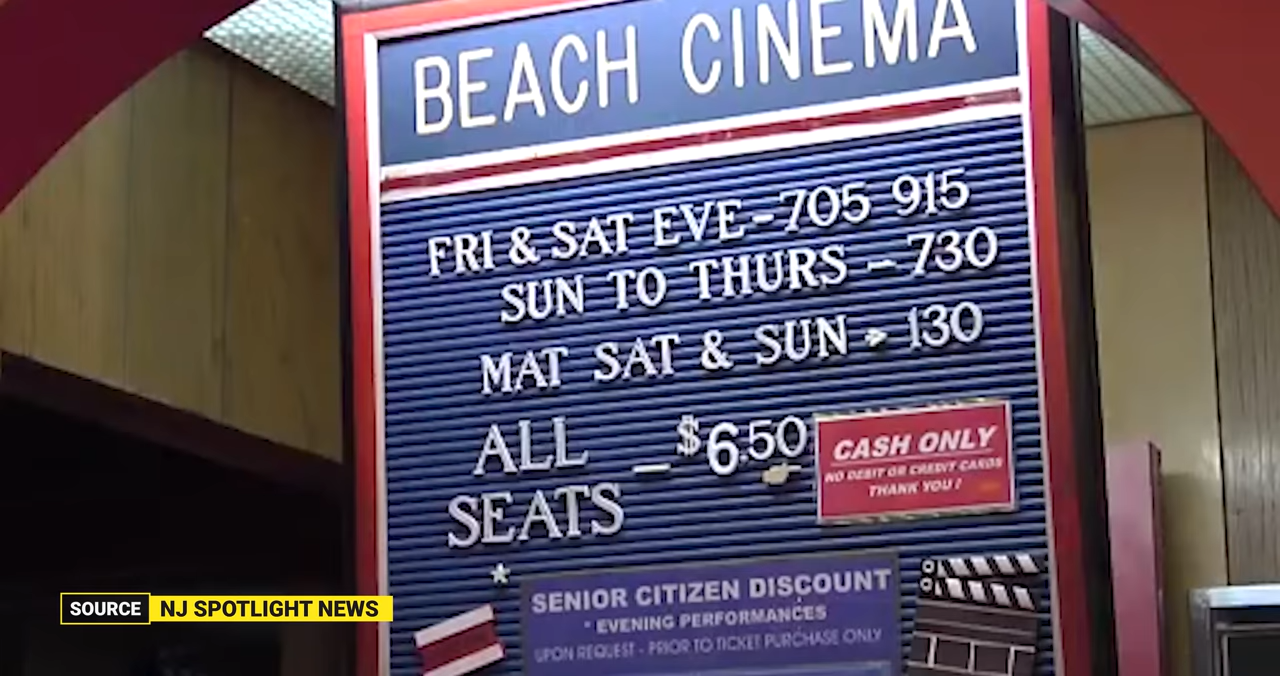 BEACH CINEMA
FRI & SAT EVE - 705 915
SUN TO THURS - 730
MAT SAT & SUN - 130
ALL SEATS - $6.50
CASH ONLY
NO DEBIT OR CREDIT CARDS
THANK YOU!
* SENIOR CITIZEN DISCOUNT
* EVENING PERFORMANCES
UPON REQUEST - PRIOR TO TICKET PURCHASE ONLY
SOURCE NJ SPOTLIGHT NEWS